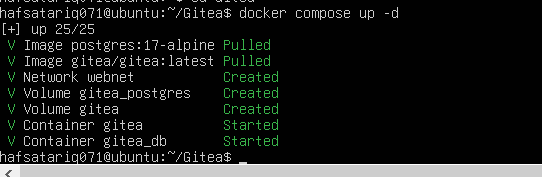 hafsatariq071@ubuntu:~/Gitea$ docker compose up -d
[+] up 25/25
V Image postgres:17-alpine Pulled
V Image gitea/gitea:latest Pulled
V Network webnet Created
V Volume gitea_postgres Created
V Volume gitea Created
V Container gitea Started
V Container gitea_db Started
hafsatariq071@ubuntu:~/Gitea$ _